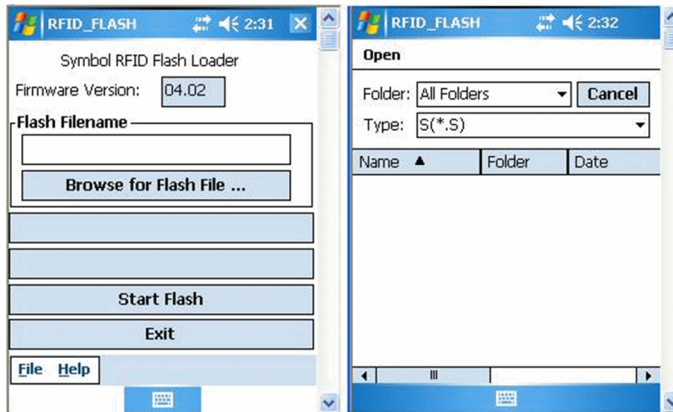 RFID_FLASH 2:31
Symbol RFID Flash Loader
Firmware Version: 04.02
Flash Filename
Browse for Flash File ...
Start Flash
Exit
File Help
RFID_FLASH 2:32
Open
Folder: All Folders Cancel
Type: S(*.S)
Name Folder Date